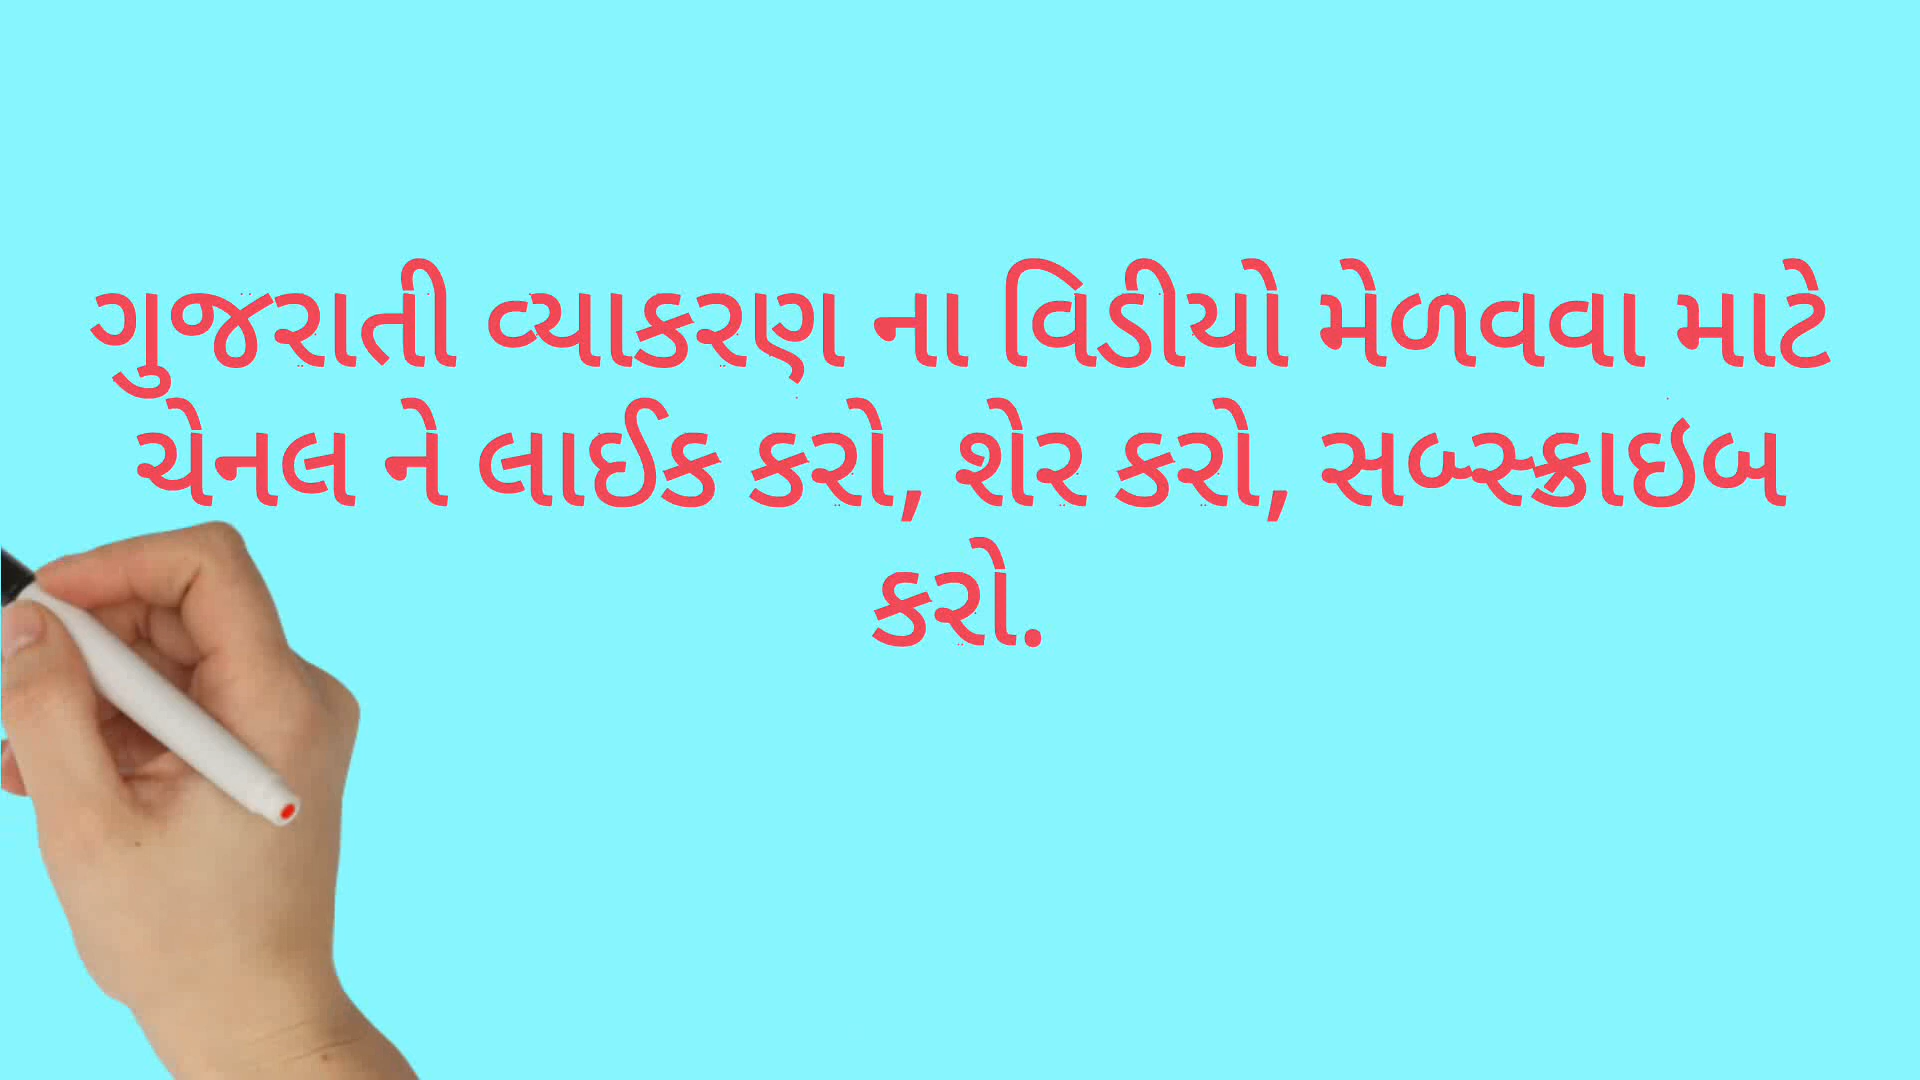 ગુજરાતી વ્યાકરણ ના વિડીયો મેળવવા માટે
ચેનલ ને લાઈક કરો, શેર કરો, સબ્સ્ક્રાઇબ
કરો.